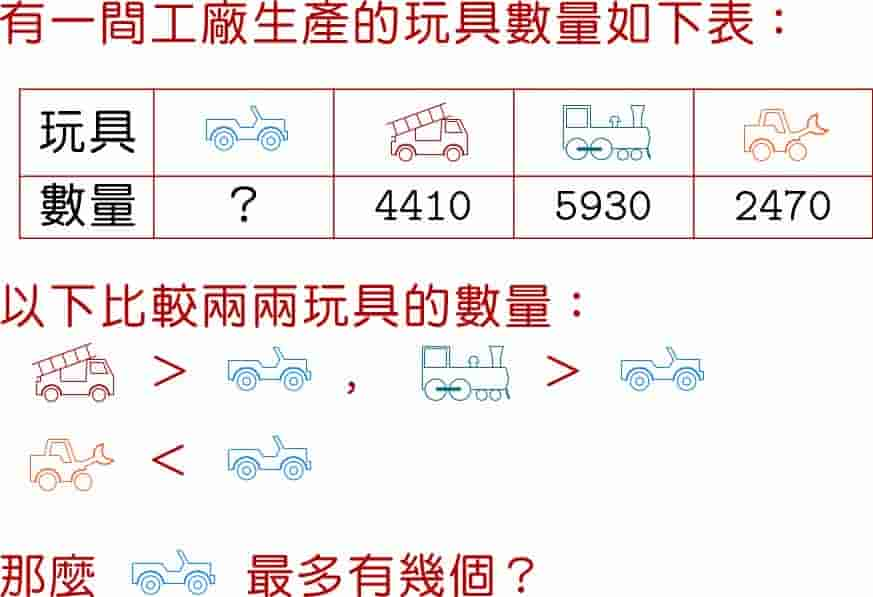 有一間工廠生產的玩具數量如下表：
玩具
數量 ? 4410 5930 2470
以下比較兩兩玩具的數量：
> , >
<
那麼 最多有幾個？